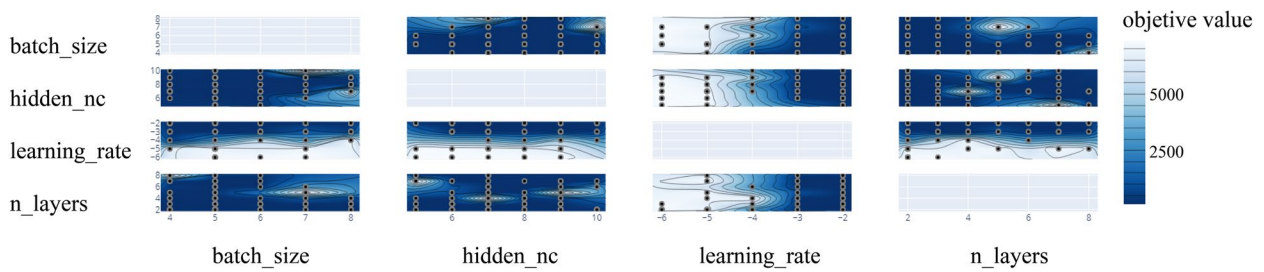 objetive value
batch_size
8
7
6
5
4
hidden_nc
10
8
6
5000
learning_rate
−2
−3
−4
−5
−6
2500
n_layers
8
6
4
2
4 5 6 7 8
6 8 10
−6 −5 −4 −3 −2
2 4 6 8
batch_size hidden_nc learning_rate n_layers